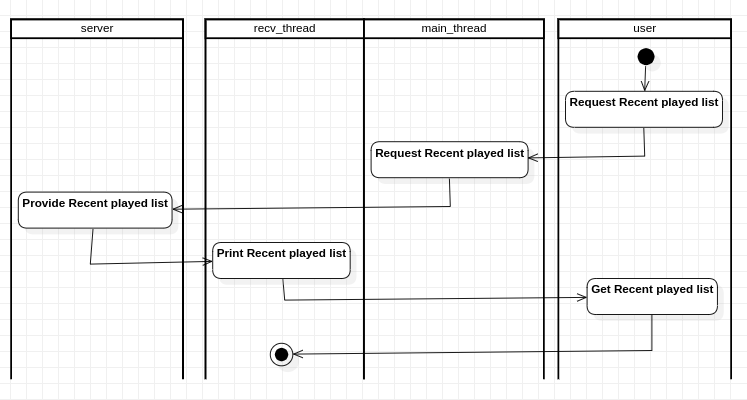 server
recv_thread
main_thread
user
Request Recent played list
Request Recent played list
Provide Recent played list
Print Recent played list
Get Recent played list